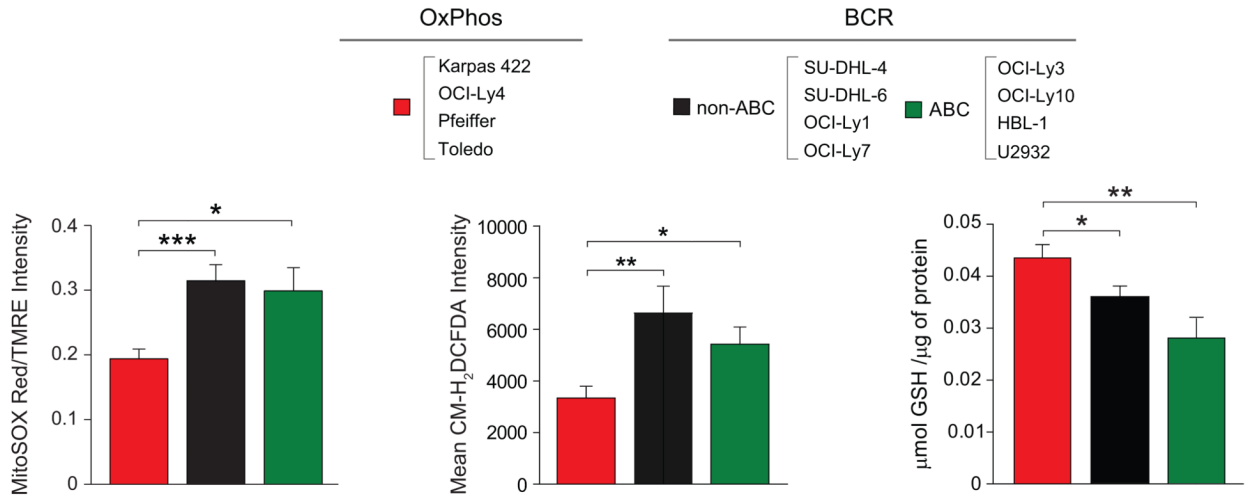 OxPhos
BCR
Karpas 422
OCI-Ly4
Pfeiffer
Toledo
non-ABC
SU-DHL-4
SU-DHL-6
OCI-Ly1
OCI-Ly7
ABC
OCI-Ly3
OCI-Ly10
HBL-1
U2932
MitoSOX Red/TMRE Intensity
0.4
0.3
0.2
0.1
0
*
***
Mean CM-H₂DCFDA Intensity
10000
8000
6000
4000
2000
0
*
**
μmol GSH /μg of protein
0.05
0.04
0.03
0.02
0.01
0
**
*